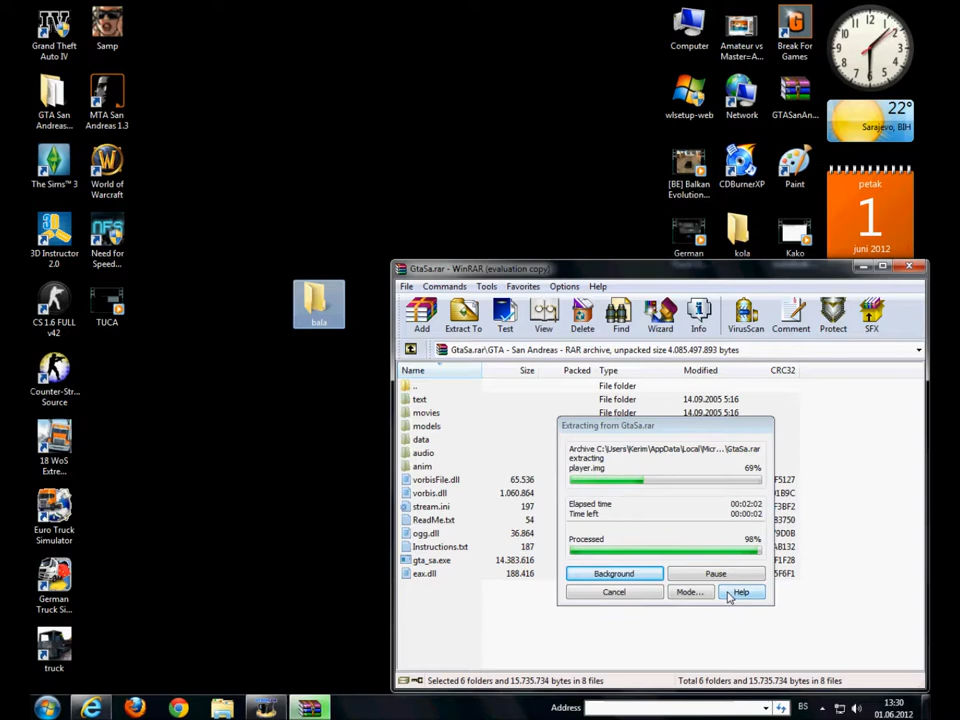 Grand Theft
Auto IV
Samp
GTA San
Andreas...
MTA San
Andreas 1.3
The Sims™ 3
World of
Warcraft
3D Instructor
2.0
Need for
Speed...
CS 1.6 FULL
v42
TUCA
Counter-Str...
Source
18 WoS
Extre...
Euro Truck
Simulator
German
Truck Si...
truck
bala
Computer
Amateur vs
Master=A...
Break For
Games
wlsetup-web
Network
GTASanAn...
[BE] Balkan
Evolution...
CDBurnerXP
Paint
German
kola
Kako
22°
Sarajevo, BIH
petak
1
juni 2012
GtaSa.rar - WinRAR (evaluation copy)
File Commands Tools Favorites Options Help
Add Extract To Test View Delete Find Wizard Info VirusScan Comment Protect SFX
GtaSa.rar\GTA - San Andreas - RAR archive, unpacked size 4.085.497.893 bytes
Name Size Packed Type Modified CRC32
.. File folder
text File folder 14.09.2005 5:16
movies File folder 14.09.2005 5:16
models
data
audio
anim
vorbisFile.dll 65.536 F5127
vorbis.dll 1.060.864
stream.ini 197
ReadMe.txt 54
ogg.dll 36.864
Instructions.txt 187
gta_sa.exe 14.383.616
eax.dll 188.416
Extracting from GtaSa.rar
Archive C:\Users\Kerim\AppData\Local\Micr...\GtaSa.rar
extracting
player.img 69%
Elapsed time 00:02:02
Time left 00:00:02
Processed 98%
Background Pause
Cancel Mode... Help
Selected 6 folders and 15.735.734 bytes in 8 files
Total 6 folders and 15.735.734 bytes in 8 files
Address
BS
13:30
01.06.2012